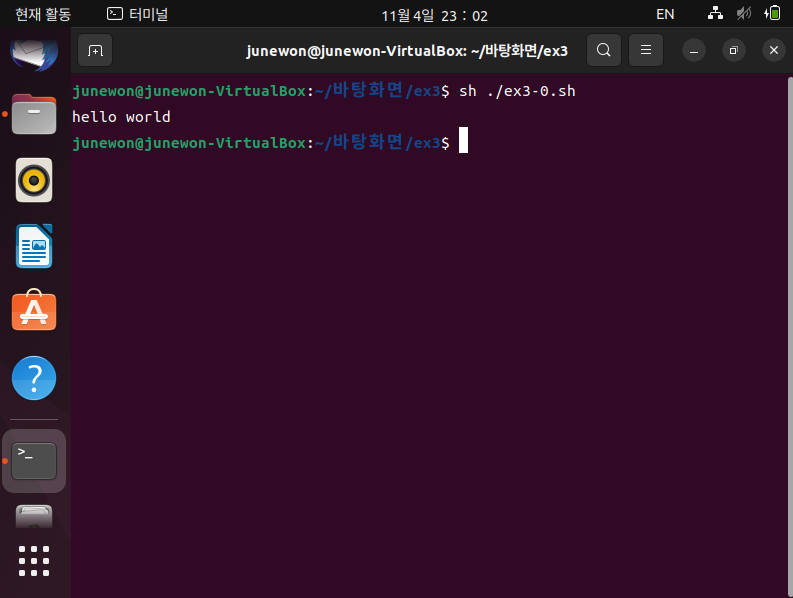 현재 활동 터미널 11월 4일 23 : 02 EN
junewon@junewon-VirtualBox: ~/바탕화면/ex3
junewon@junewon-VirtualBox:~/바탕화면/ex3$ sh ./ex3-0.sh
hello world
junewon@junewon-VirtualBox:~/바탕화면/ex3$